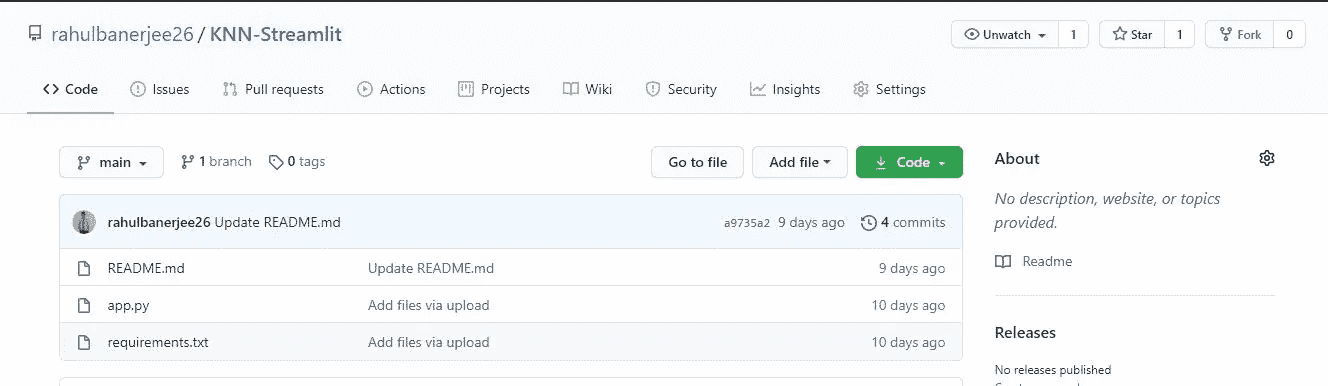 rahulbanerjee26 / KNN-Streamlit
Unwatch 1 Star 1 Fork 0
Code Issues Pull requests Actions Projects Wiki Security Insights Settings
main 1 branch 0 tags Go to file Add file Code
About
rahulbanerjee26 Update README.md a9735a2 9 days ago 4 commits
No description, website, or topics
provided.
README.md Update README.md 9 days ago
Readme
app.py Add files via upload 10 days ago
requirements.txt Add files via upload 10 days ago
Releases
No releases published